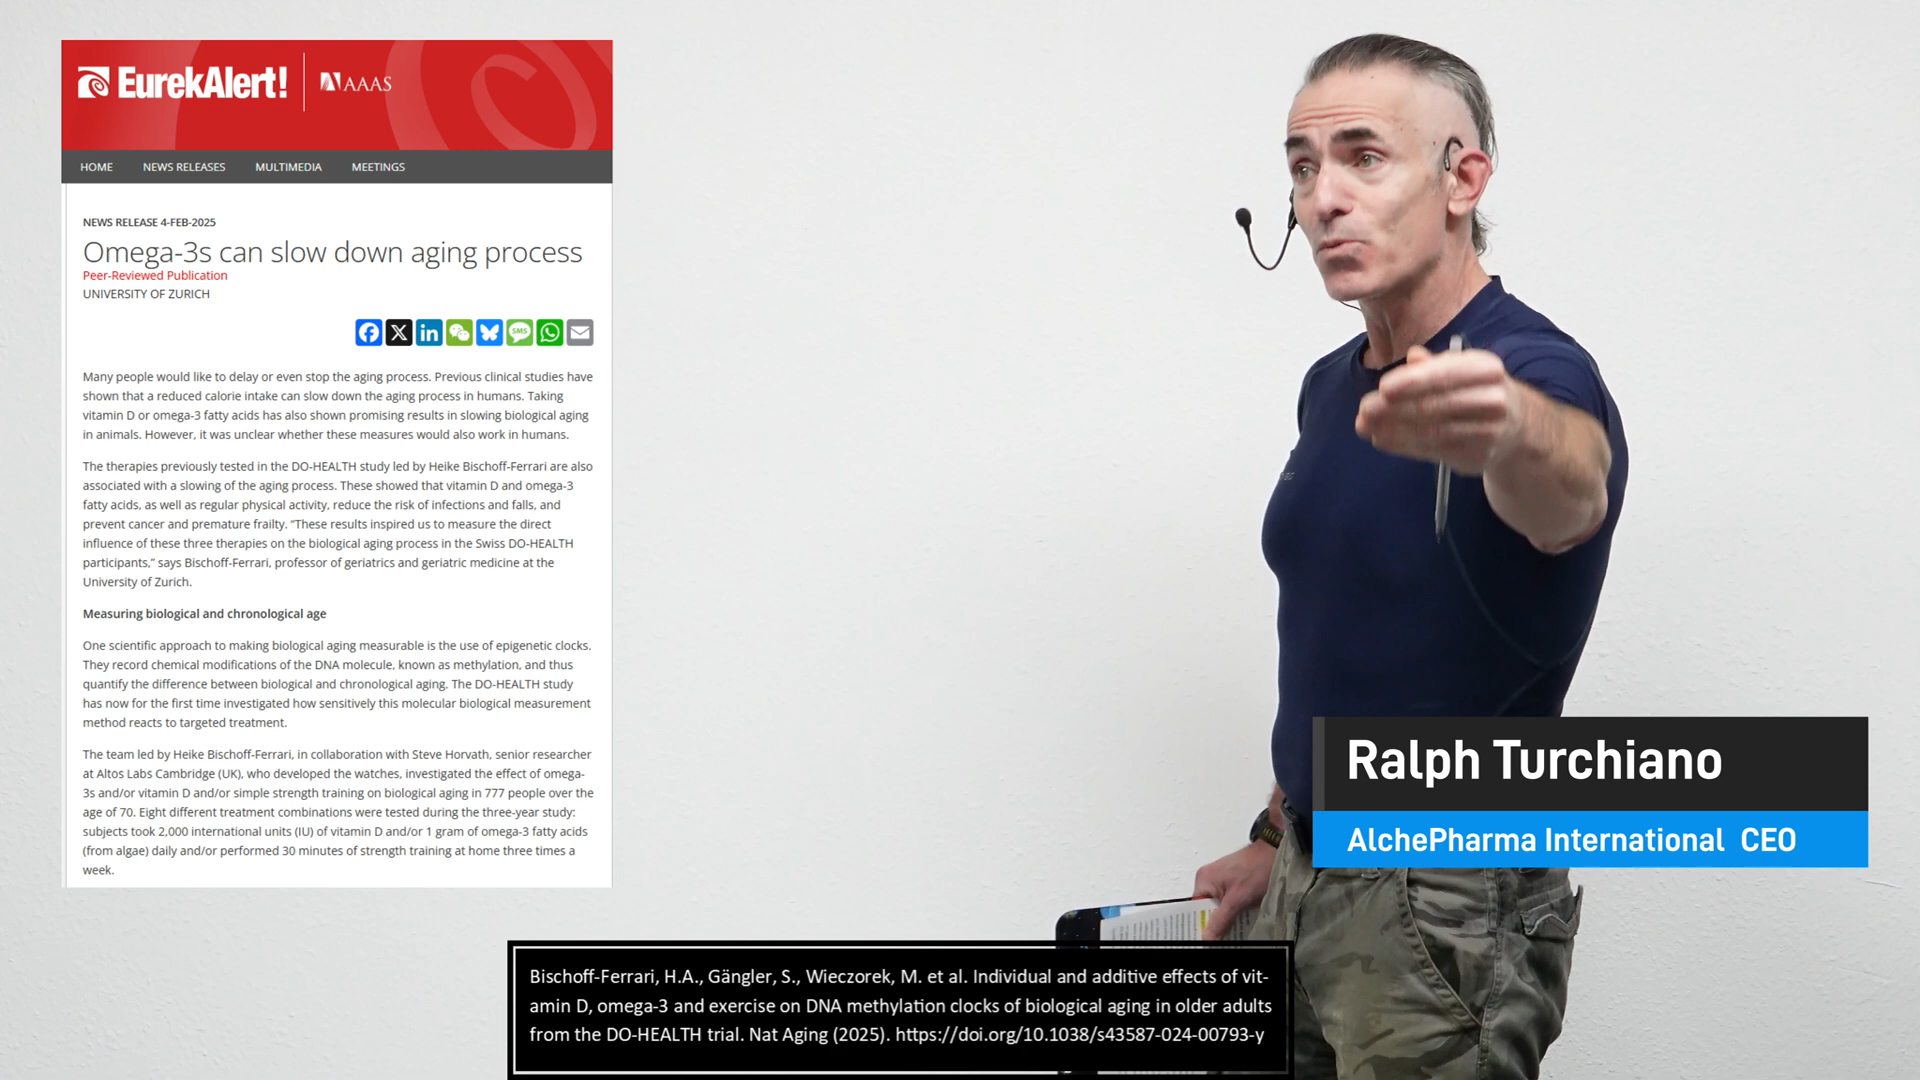 EurekAlert! AAAS
HOME NEWS RELEASES MULTIMEDIA MEETINGS
NEWS RELEASE 4-FEB-2025
Omega-3s can slow down aging process
Peer-Reviewed Publication
UNIVERSITY OF ZURICH
SMS
Many people would like to delay or even stop the aging process. Previous clinical studies have
shown that a reduced calorie intake can slow down the aging process in humans. Taking
vitamin D or omega-3 fatty acids has also shown promising results in slowing biological aging
in animals. However, it was unclear whether these measures would also work in humans.
The therapies previously tested in the DO-HEALTH study led by Heike Bischoff-Ferrari are also
associated with a slowing of the aging process. These showed that vitamin D and omega-3
fatty acids, as well as regular physical activity, reduce the risk of infections and falls, and
prevent cancer and premature frailty. “These results inspired us to measure the direct
influence of these three therapies on the biological aging process in the Swiss DO-HEALTH
participants,” says Bischoff-Ferrari, professor of geriatrics and geriatric medicine at the
University of Zurich.
Measuring biological and chronological age
One scientific approach to making biological aging measurable is the use of epigenetic clocks.
They record chemical modifications of the DNA molecule, known as methylation, and thus
quantify the difference between biological and chronological aging. The DO-HEALTH study
has now for the first time investigated how sensitively this molecular biological measurement
method reacts to targeted treatment.
The team led by Heike Bischoff-Ferrari, in collaboration with Steve Horvath, senior researcher
at Altos Labs Cambridge (UK), who developed the watches, investigated the effect of omega-
3s and/or vitamin D and/or simple strength training on biological aging in 777 people over the
age of 70. Eight different treatment combinations were tested during the three-year study:
subjects took 2,000 international units (IU) of vitamin D and/or 1 gram of omega-3 fatty acids
(from algae) daily and/or performed 30 minutes of strength training at home three times a
week.
Ralph Turchiano
AlchePharma International CEO
Bischoff-Ferrari, H.A., Gängler, S., Wieczorek, M. et al. Individual and additive effects of vit-
amin D, omega-3 and exercise on DNA methylation clocks of biological aging in older adults
from the DO-HEALTH trial. Nat Aging (2025). https://doi.org/10.1038/s43587-024-00793-y